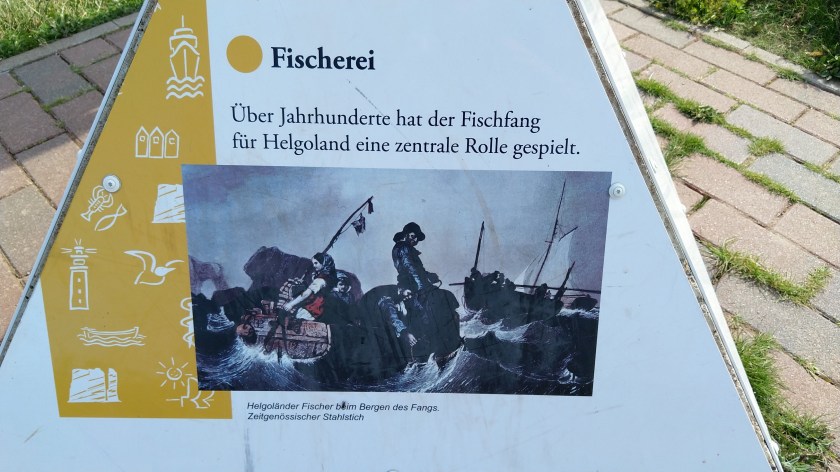 Fischerei
Über Jahrhunderte hat der Fischfang
für Helgoland eine zentrale Rolle gespielt.
Helgoländer Fischer beim Bergen des Fangs.
Zeitgenössischer Stahlstich